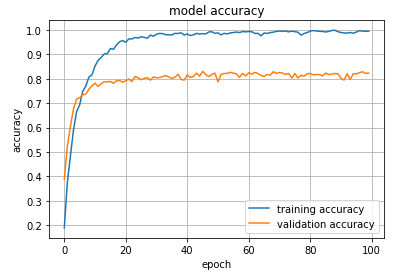 model accuracy
1.0
0.9
0.8
0.7
0.6
0.5
0.4
0.3
0.2
accuracy
training accuracy
validation accuracy
0 20 40 60 80 100
epoch